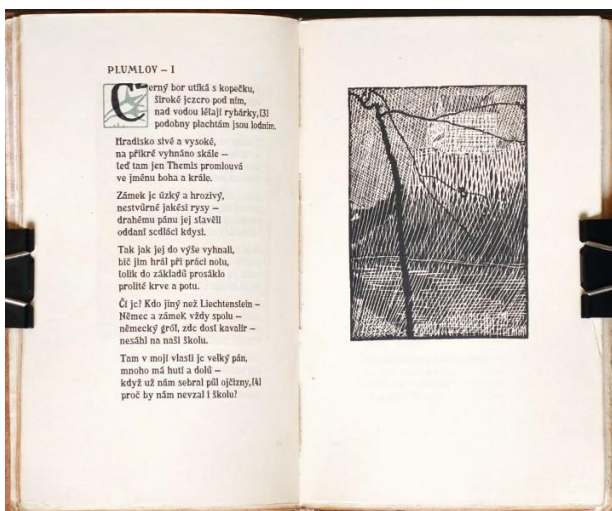 PLUMLOV – I
Černý bor utíká s kopečku,
široké jezero pod ním,
nad vodou létají rybárky,[3]
podobny plachtám jsou lodním.
Hradisko sivé a vysoké,
na příkré vyhnáno skále –
teď tam jen Themis promlouvá
ve jménu boha a krále.
Zámek je úzký a hrozivý,
nestvůrné jakési rysy –
drahému pánu jej stavěli
oddaní sedláci kdysi.
Tak jak jej do výše vyhnali,
bič jim hrál při práci notu,
tolik do základů prosáklo
prolité krve a potu.
Čí je? Kdo jiný než Liechtenstein –
Němec a zámek vždy spolu –
německý gróf, zde dosti kavalír –
nesáhl na naši školu.
Tam v mojí vlasti je velký pán,
mnoho má hutí a dolů –
když už nám sebral půl ojčizny,[4]
proč by nám nevzal i školu?